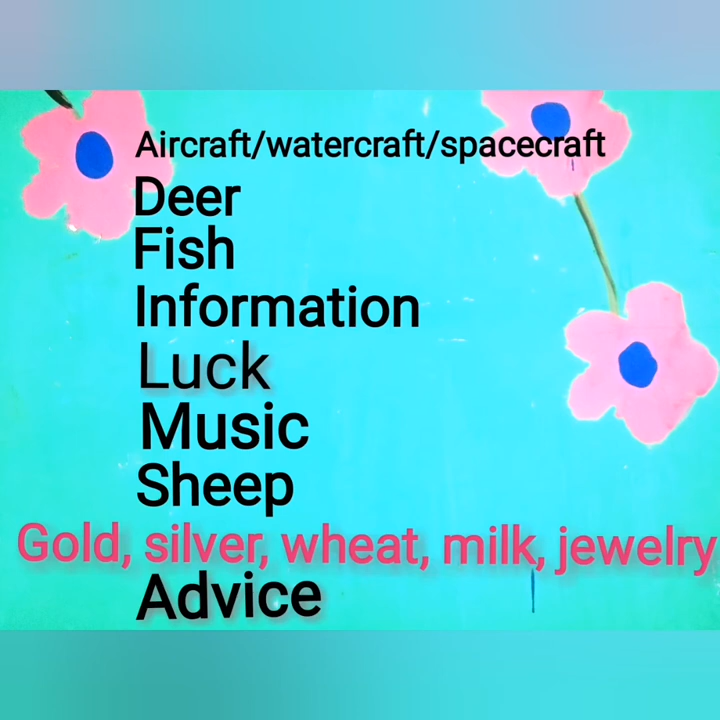 Aircraft/watercraft/spacecraft
Deer
Fish
Information
Luck
Music
Sheep
Gold, silver, wheat, milk, jewelry
Advice